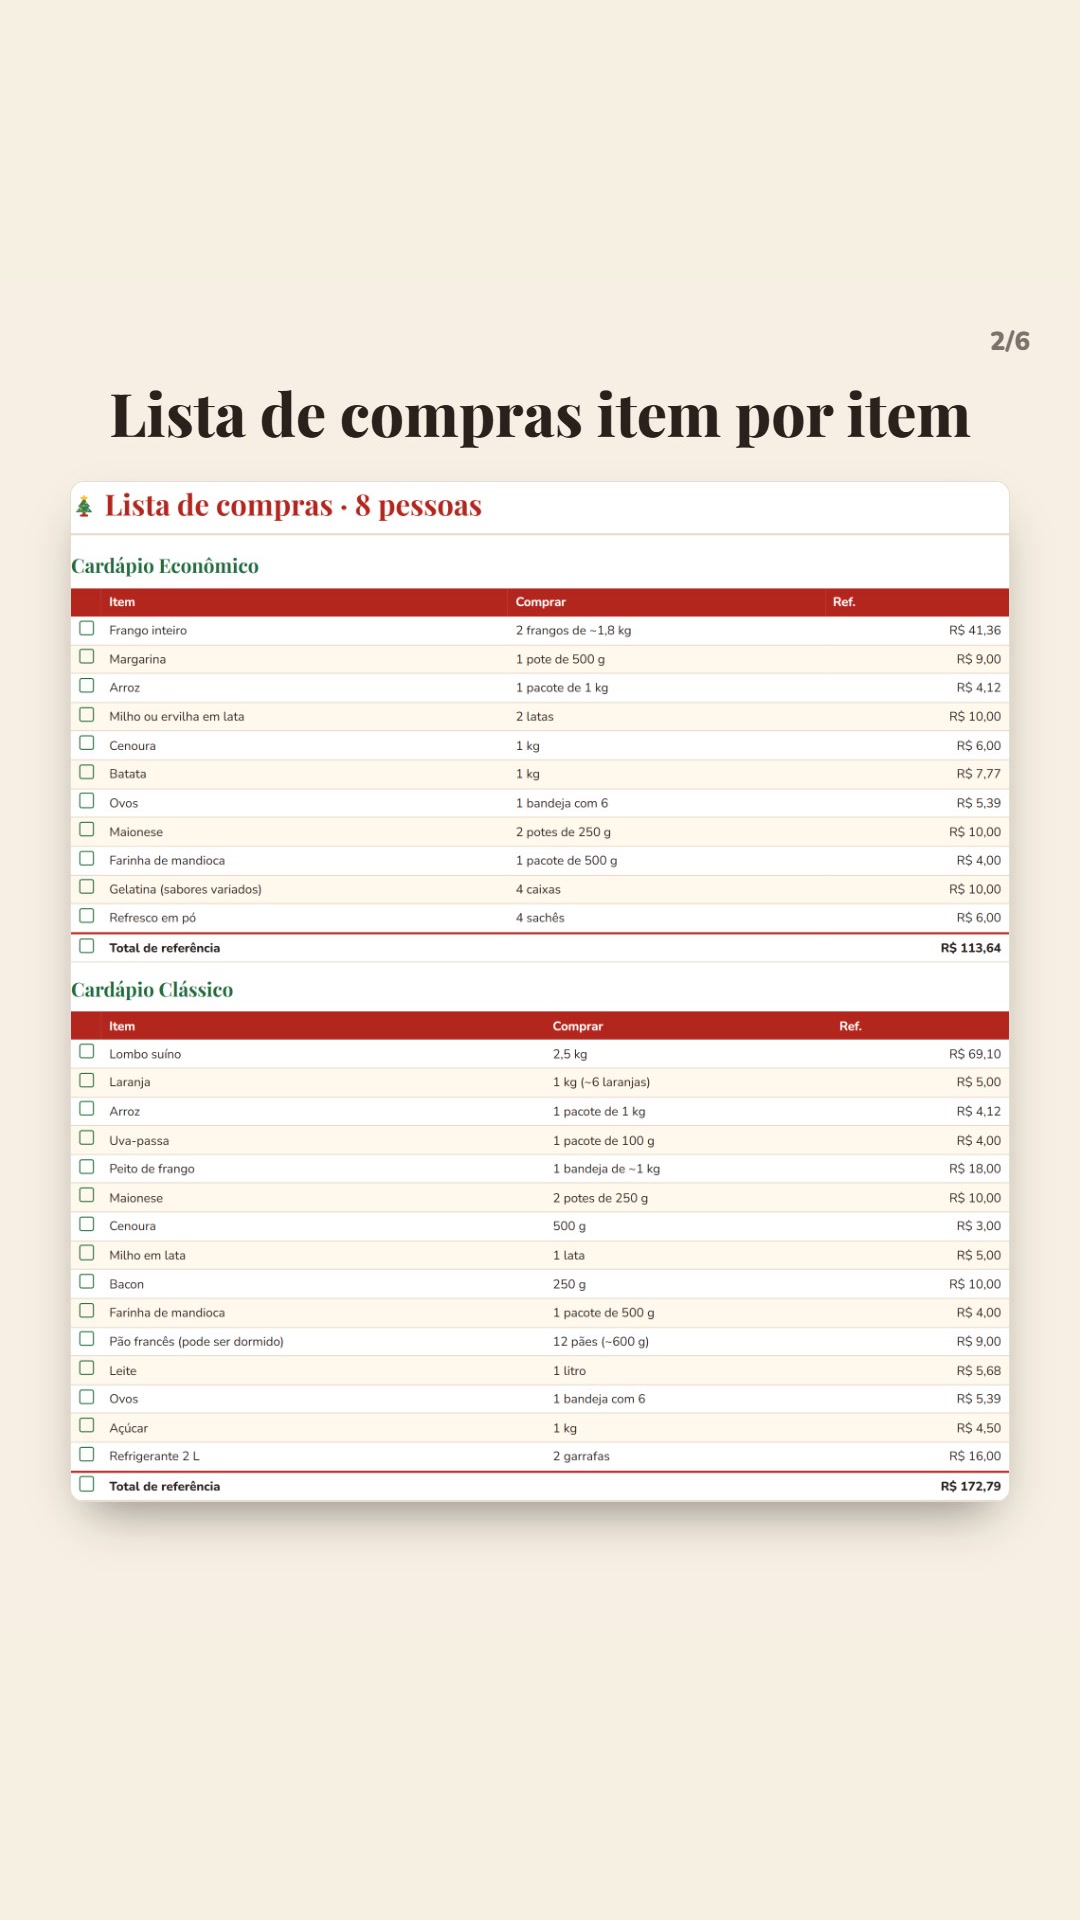 2/6
Lista de compras item por item
🎄 Lista de compras · 8 pessoas
Cardápio Econômico
Item Comprar Ref.
Frango inteiro 2 frangos de ~1,8 kg R$ 41,36
Margarina 1 pote de 500 g R$ 9,00
Arroz 1 pacote de 1 kg R$ 4,12
Milho ou ervilha em lata 2 latas R$ 10,00
Cenoura 1 kg R$ 6,00
Batata 1 kg R$ 7,77
Ovos 1 bandeja com 6 R$ 5,39
Maionese 2 potes de 250 g R$ 10,00
Farinha de mandioca 1 pacote de 500 g R$ 4,00
Gelatina (sabores variados) 4 caixas R$ 10,00
Refresco em pó 4 sachês R$ 6,00
Total de referência R$ 113,64
Cardápio Clássico
Item Comprar Ref.
Lombo suíno 2,5 kg R$ 69,10
Laranja 1 kg (~6 laranjas) R$ 5,00
Arroz 1 pacote de 1 kg R$ 4,12
Uva-passa 1 pacote de 100 g R$ 4,00
Peito de frango 1 bandeja de ~1 kg R$ 18,00
Maionese 2 potes de 250 g R$ 10,00
Cenoura 500 g R$ 3,00
Milho em lata 1 lata R$ 5,00
Bacon 250 g R$ 10,00
Farinha de mandioca 1 pacote de 500 g R$ 4,00
Pão francês (pode ser dormido) 12 pães (~600 g) R$ 9,00
Leite 1 litro R$ 5,68
Ovos 1 bandeja com 6 R$ 5,39
Açúcar 1 kg R$ 4,50
Refrigerante 2 L 2 garrafas R$ 16,00
Total de referência R$ 172,79